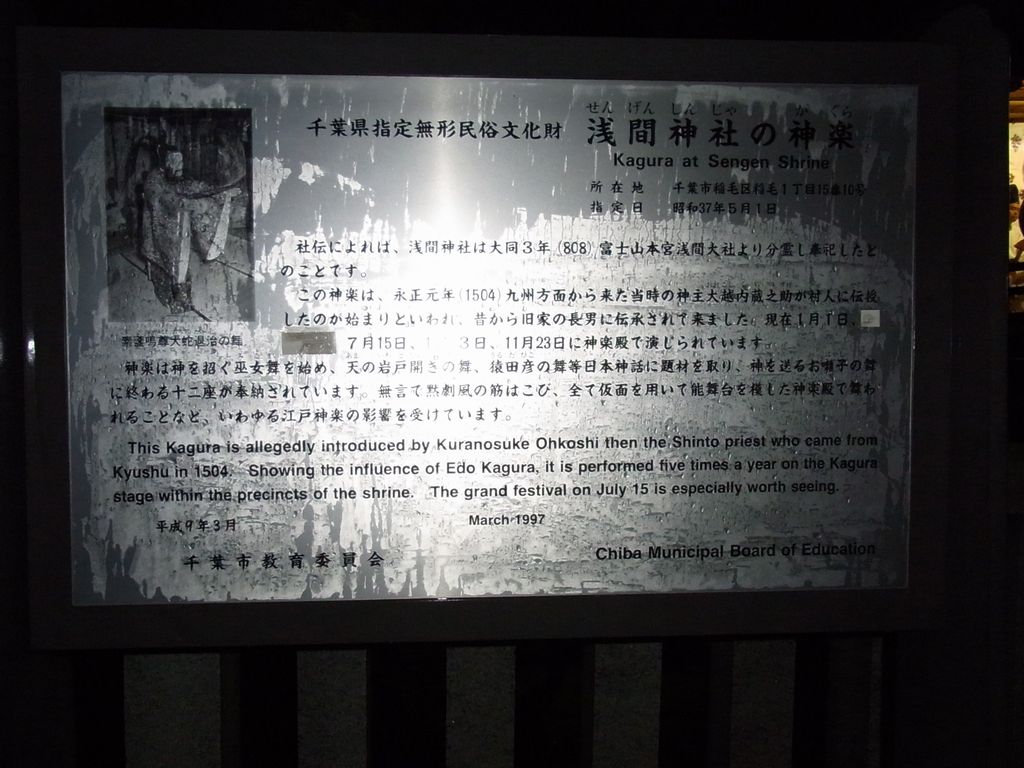 千葉県指定無形民俗文化財
せんげんじんじゃ かぐら
浅間神社の神楽
Kagura at Sengen Shrine
所在地 千葉市稲毛区稲毛1丁目15番10号
指定日 昭和37年5月1日
社伝によれば、浅間神社は大同3年(808)富士山本宮浅間大社より分霊し奉祀したと
のことです。
この神楽は、永正元年(1504)九州方面から来た当時の神主大越内蔵之助が村人に伝授
したのが始まりといわれ、昔から旧家の長男に伝承されて来ました。現在1月1日、
7月15日、 3日、11月23日に神楽殿で演じられています。
素盞嗚尊大蛇退治の舞
神楽は神を招ぐ巫女舞を始め、天の岩戸開きの舞、猿田彦の舞等日本神話に題材を取り、神を送るお囃子の舞
に終わる十二座が奉納されています。無言で黙劇風の筋はこび、全て仮面を用いて能舞台を模した神楽殿で舞わ
れることなど、いわゆる江戸神楽の影響を受けています。
This Kagura is allegedly introduced by Kuranosuke Ohkoshi then the Shinto priest who came from
Kyushu in 1504. Showing the influence of Edo Kagura, it is performed five times a year on the Kagura
stage within the precincts of the shrine. The grand festival on July 15 is especially worth seeing.
平成9年3月 March 1997
千葉市教育委員会 Chiba Municipal Board of Education